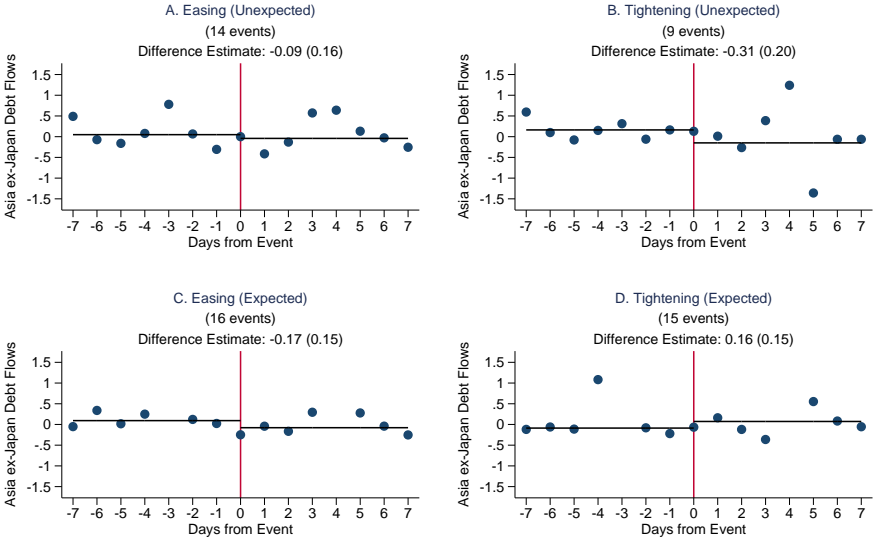 A. Easing (Unexpected)
(14 events)
Difference Estimate: -0.09 (0.16)
Asia ex-Japan Debt Flows
1.5
1
.5
0
-.5
-1
-1.5
-7 -6 -5 -4 -3 -2 -1 0 1 2 3 4 5 6 7
Days from Event
B. Tightening (Unexpected)
(9 events)
Difference Estimate: -0.31 (0.20)
Asia ex-Japan Debt Flows
1.5
1
.5
0
-.5
-1
-1.5
-7 -6 -5 -4 -3 -2 -1 0 1 2 3 4 5 6 7
Days from Event
C. Easing (Expected)
(16 events)
Difference Estimate: -0.17 (0.15)
Asia ex-Japan Debt Flows
1.5
1
.5
0
-.5
-1
-1.5
-7 -6 -5 -4 -3 -2 -1 0 1 2 3 4 5 6 7
Days from Event
D. Tightening (Expected)
(15 events)
Difference Estimate: 0.16 (0.15)
Asia ex-Japan Debt Flows
1.5
1
.5
0
-.5
-1
-1.5
-7 -6 -5 -4 -3 -2 -1 0 1 2 3 4 5 6 7
Days from Event